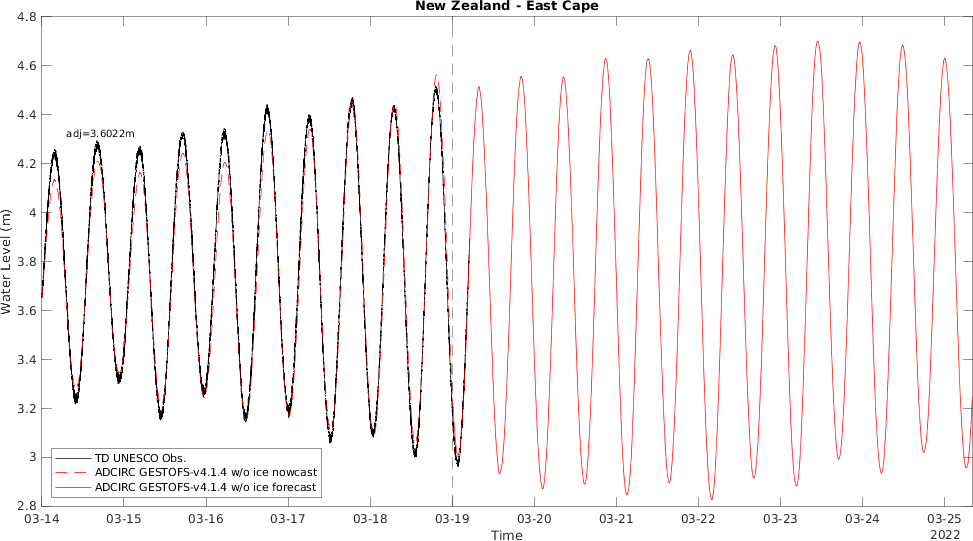 New Zealand - East Cape
4.8
4.6
4.4
4.2
4
3.8
3.6
3.4
3.2
3
2.8
Water Level (m)
adj=3.6022m
TD UNESCO Obs.
ADCIRC GESTOFS-v4.1.4 w/o ice nowcast
ADCIRC GESTOFS-v4.1.4 w/o ice forecast
03-14 03-15 03-16 03-17 03-18 03-19 03-20 03-21 03-22 03-23 03-24 03-25
Time
2022